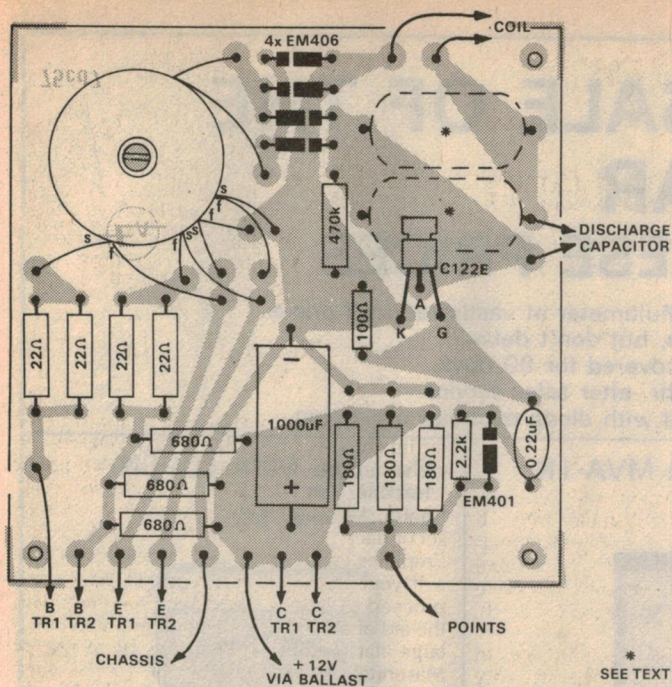 4x EM406
COIL
75cd7
*
s
f
s
f
s
s
f
f
470k
*
DISCHARGE
CAPACITOR
C122E
A
K
G
100Ω
22Ω
22Ω
22Ω
22Ω
−
1000uF
+
680Ω
680Ω
680Ω
180Ω
180Ω
180Ω
2.2k
EM401
0.22uF
B
TR1
B
TR2
E
TR1
E
TR2
C
TR1
C
TR2
POINTS
CHASSIS
+ 12V
VIA BALLAST
*
SEE TEXT